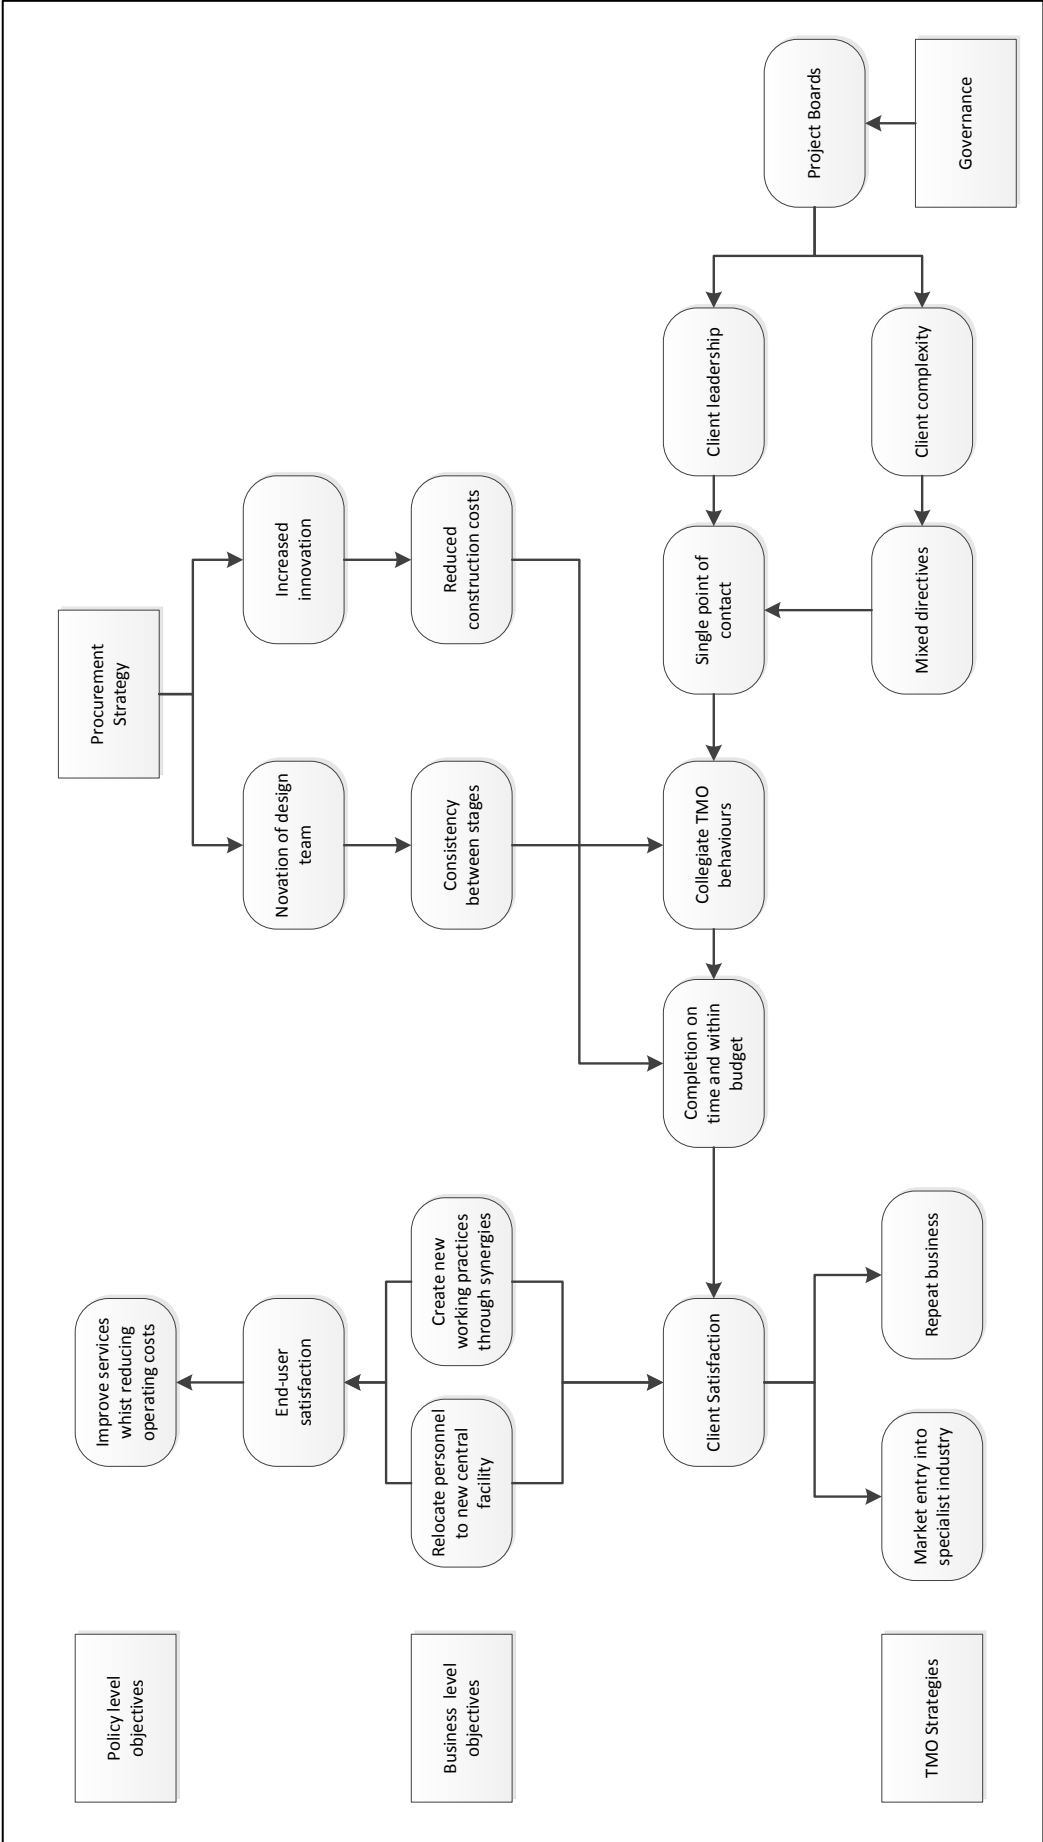 Policy level
objectives
Improve services
whist reducing
operating costs
Procurement
Strategy
End-user
satisfaction
Novation of design
team
Increased
innovation
Business level
objectives
Relocate personnel
to new central
facility
Create new
working practices
through synergies
Consistency
between stages
Reduced
construction costs
Client Satisfaction
Completion on
time and within
budget
Collegiate TMO
behaviours
Single point of
contact
Client leadership
Project Boards
TMO Strategies
Market entry into
specialist industry
Repeat business
Mixed directives
Client complexity
Governance